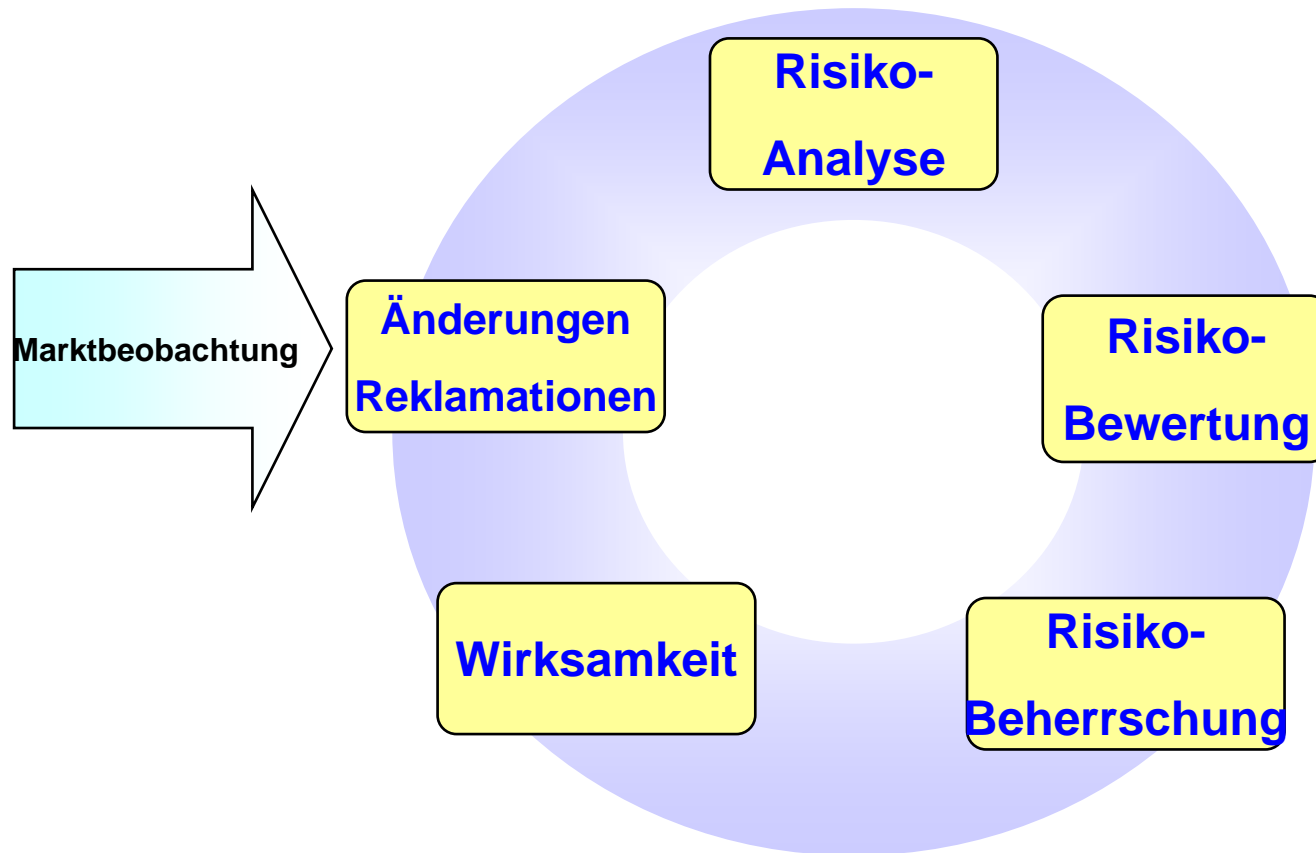 Risiko-
Analyse
Marktbeobachtung
Änderungen
Reklamationen
Risiko-
Bewertung
Wirksamkeit
Risiko-
Beherrschung